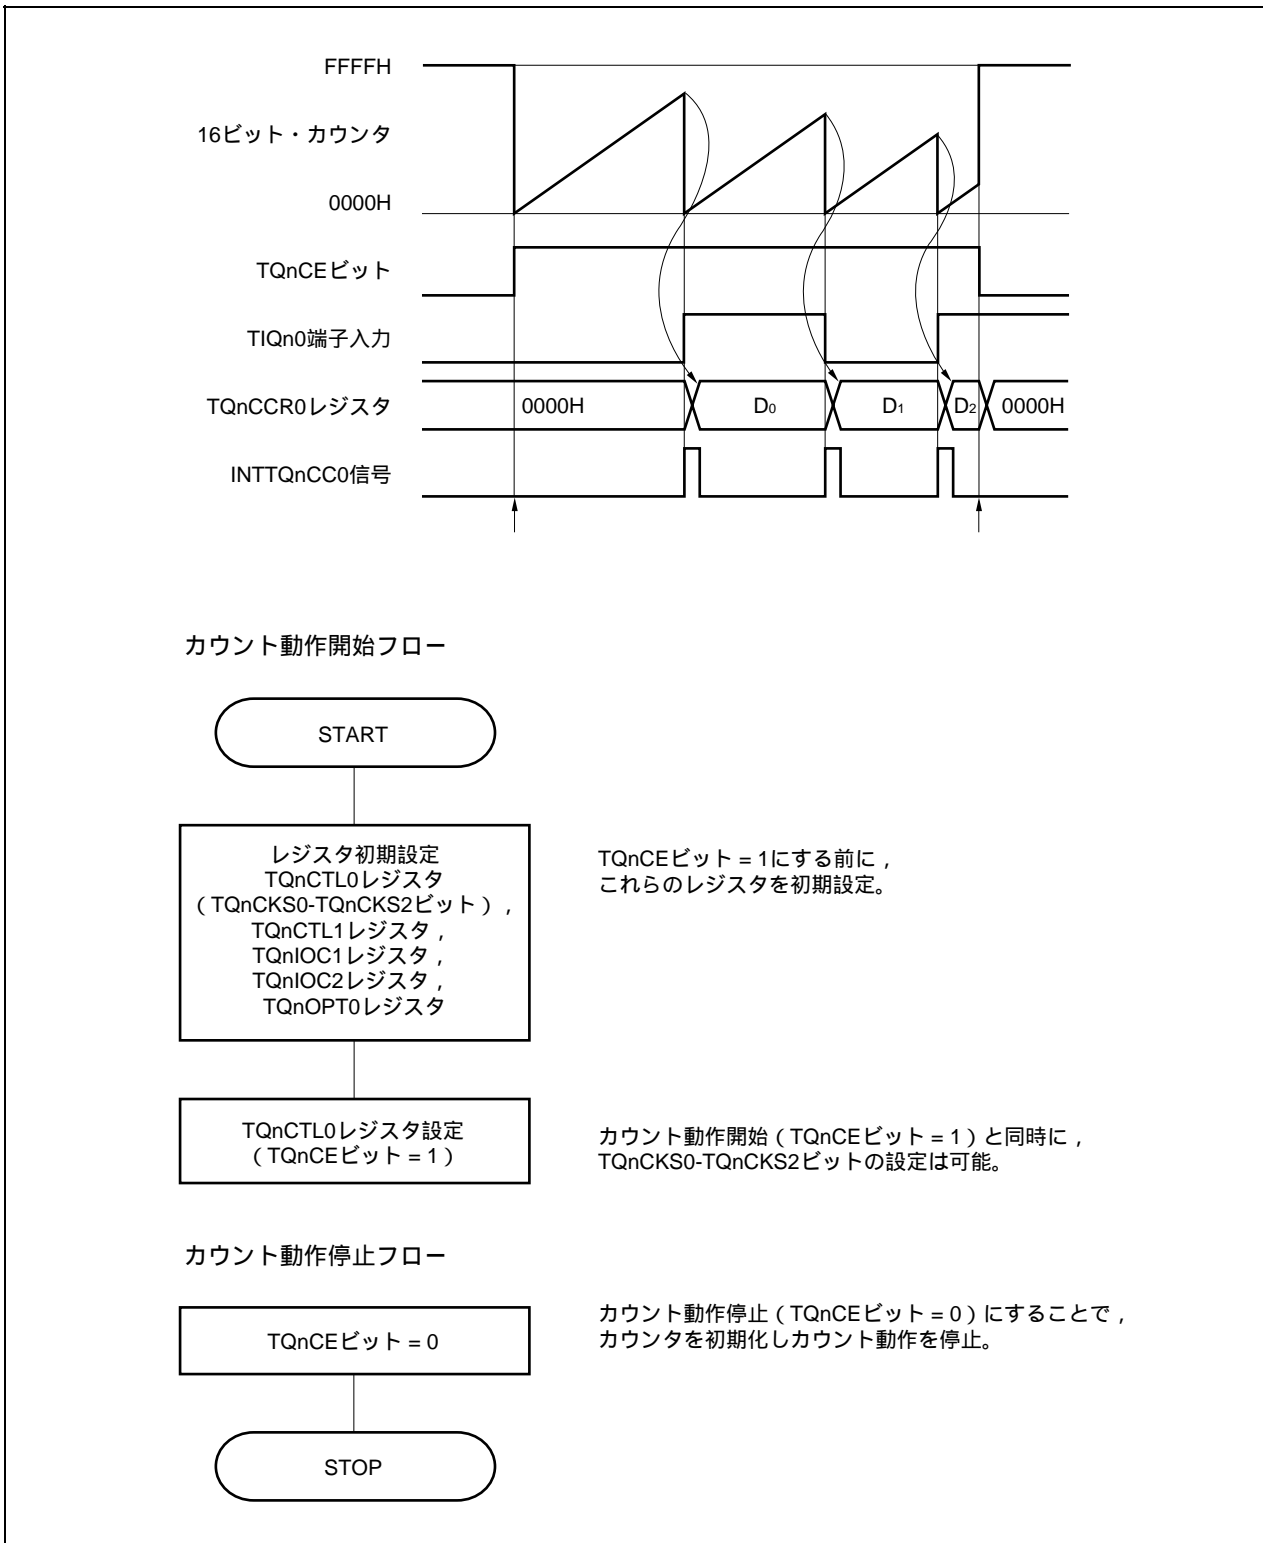 FFFFH
16ビット・カウンタ
0000H
TQnCEビット
TIQn0端子入力
TQnCCR0レジスタ
0000H
D0
D1
D2
0000H
INTTQnCC0信号
カウント動作開始フロー
START
レジスタ初期設定
TQnCTL0レジスタ
（TQnCKS0-TQnCKS2ビット），
TQnCTL1レジスタ，
TQnIOC1レジスタ，
TQnIOC2レジスタ，
TQnOPT0レジスタ
TQnCEビット = 1にする前に，
これらのレジスタを初期設定。
TQnCTL0レジスタ設定
（TQnCEビット = 1）
カウント動作開始（TQnCEビット = 1）と同時に，
TQnCKS0-TQnCKS2ビットの設定は可能。
カウント動作停止フロー
TQnCEビット = 0
カウント動作停止（TQnCEビット = 0）にすることで，
カウンタを初期化しカウント動作を停止。
STOP